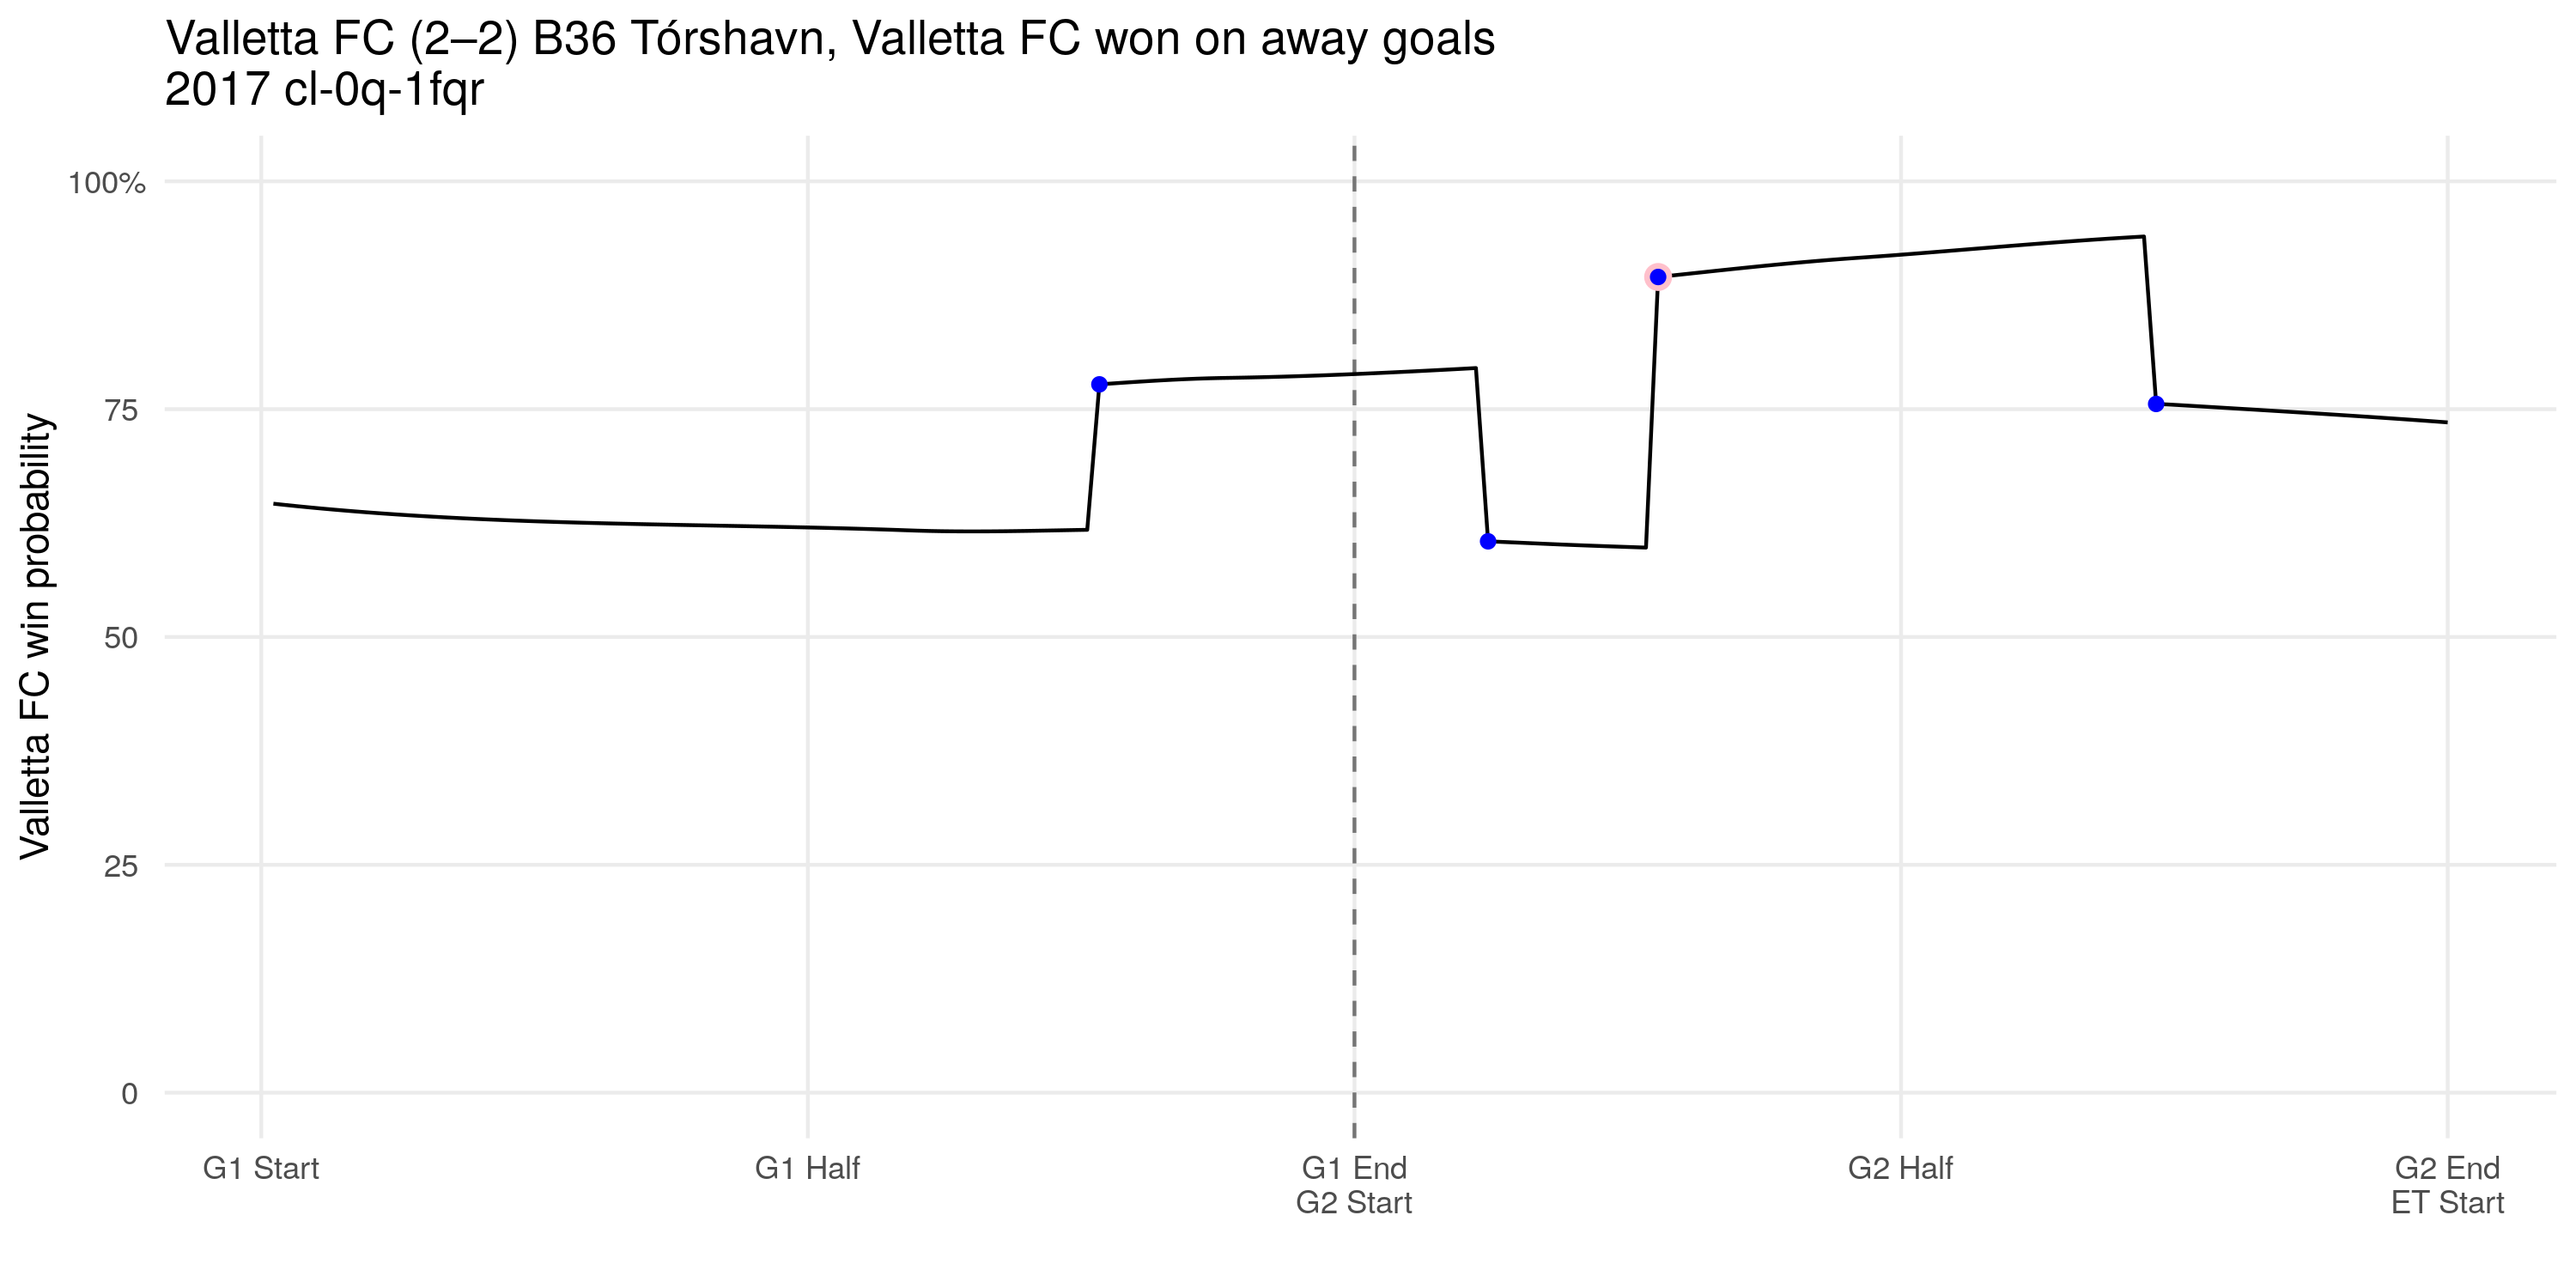 Valletta FC (2–2) B36 Tórshavn, Valletta FC won on away goals
2017 cl-0q-1fqr
Valletta FC win probability
100%
75
50
25
0
G1 Start
G1 Half
G1 End
G2 Start
G2 Half
G2 End
ET Start